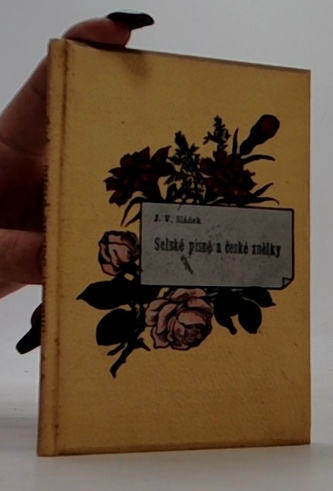 J. V. Sládek
Selské písně a české znělky